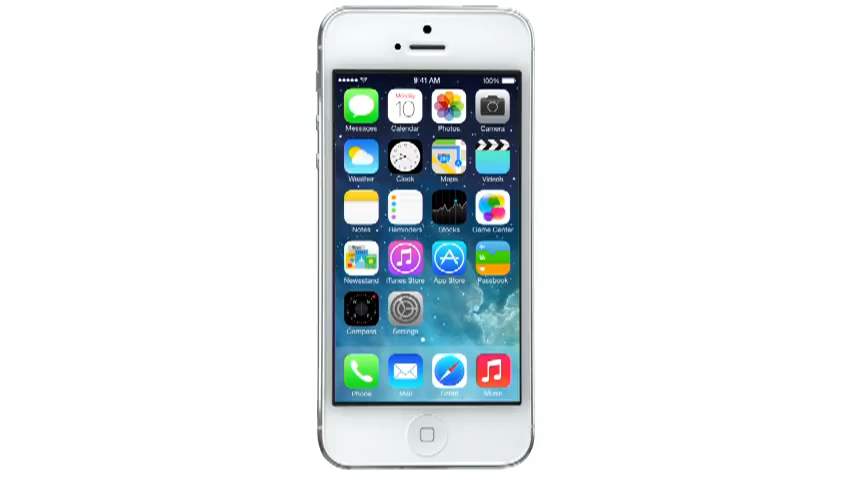 9:41 AM 100%
Monday
10
Messages Calendar Photos Camera
Weather Clock Maps Videos
Notes Reminders Stocks Game Center
Newsstand iTunes Store App Store Passbook
Compass Settings
Phone Mail Safari Music